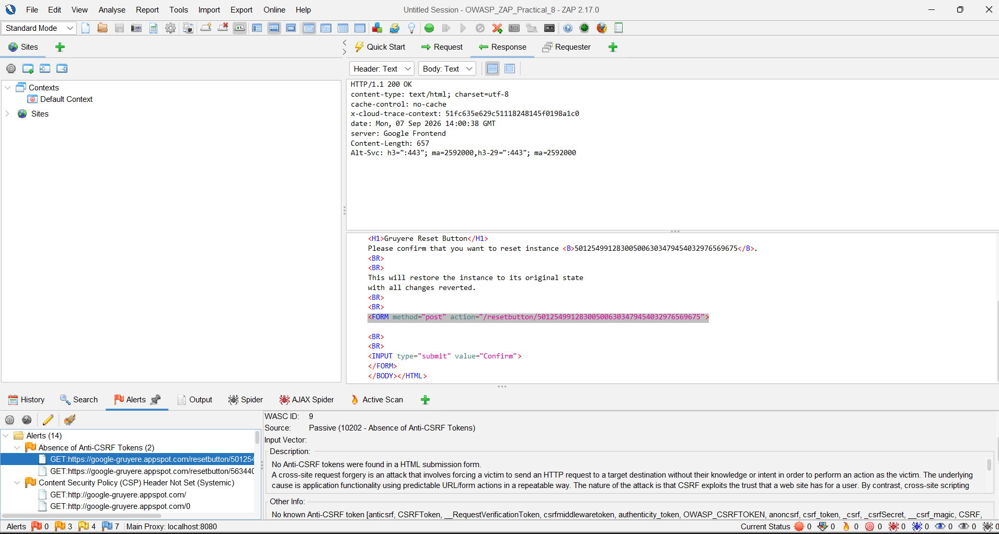 File Edit View Analyse Report Tools Import Export Online Help
Untitled Session - OWASP_ZAP_Practical_8 - ZAP 2.17.0
Standard Mode
Sites
Quick Start Request Response Requester
Header: Text Body: Text
Contexts
Default Context
Sites
HTTP/1.1 200 OK
content-type: text/html; charset=utf-8
cache-control: no-cache
x-cloud-trace-context: 51fc635e629c51118248145f0198a1c0
date: Mon, 07 Sep 2026 14:00:38 GMT
server: Google Frontend
Content-Length: 657
Alt-Svc: h3=":443"; ma=2592000,h3-29=":443"; ma=2592000
<H1>Gruyere Reset Button</H1>
Please confirm that you want to reset instance <B>501254991283005006303479454032976569675</B>.
<BR>
<BR>
This will restore the instance to its original state
with all changes reverted.
<BR>
<BR>
<FORM method="post" action="/resetbutton/501254991283005006303479454032976569675">
<BR>
<BR>
<INPUT type="submit" value="Confirm">
</FORM>
</BODY></HTML>
History Search Alerts Output Spider AJAX Spider Active Scan
Alerts (14)
Absence of Anti-CSRF Tokens (2)
GET:https://google-gruyere.appspot.com/resetbutton/501254
GET:https://google-gruyere.appspot.com/resetbutton/563440
Content Security Policy (CSP) Header Not Set (Systemic)
GET:http://google-gruyere.appspot.com/
GET:http://google-gruyere.appspot.com/0
WASC ID: 9
Source: Passive (10202 - Absence of Anti-CSRF Tokens)
Input Vector:
Description:
No Anti-CSRF tokens were found in a HTML submission form.
A cross-site request forgery is an attack that involves forcing a victim to send an HTTP request to a target destination without their knowledge or intent in order to perform an action as the victim. The underlying
cause is application functionality using predictable URL/form actions in a repeatable way. The nature of the attack is that CSRF exploits the trust that a web site has for a user. By contrast, cross-site scripting
Other Info:
No known Anti-CSRF token [anticsrf, CSRFToken, __RequestVerificationToken, csrfmiddlewaretoken, authenticity_token, OWASP_CSRFTOKEN, anoncsrf, csrf_token, _csrf, _csrfSecret, __csrf_magic, CSRF,
Alerts 0 3 4 7 Main Proxy: localhost:8080
Current Status 0 0 0 0 0 0 0 0 0